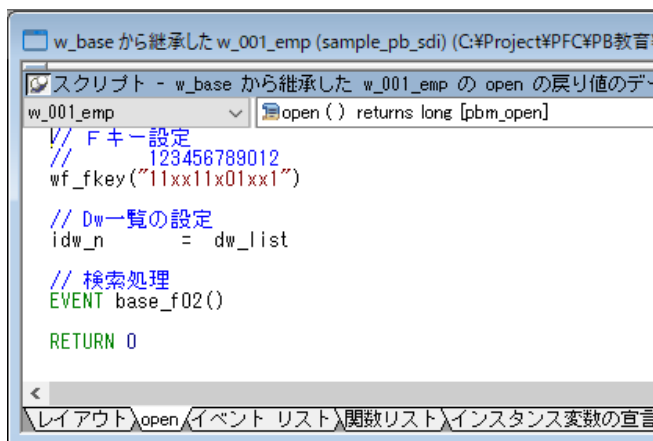 w_base から継承した w_001_emp (sample_pb_sdi) (C:¥Project¥PFC¥PB教育
スクリプト - w_base から継承した w_001_emp の open の戻り値のデー
w_001_emp
open ( ) returns long [pbm_open]
// Fキー設定
// 123456789012
wf_fkey("11xx11x01xx1")
// Dw一覧の設定
idw_n = dw_list
// 検索処理
EVENT base_f02()
RETURN 0
レイアウト open イベント リスト 関数リスト インスタンス変数の宣言